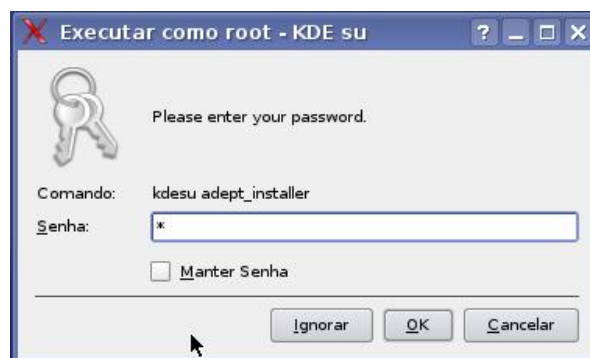 Executar como root - KDE su
Please enter your password.
Comando: kdesu adept_installer
Senha: *
Manter Senha
Ignorar OK Cancelar